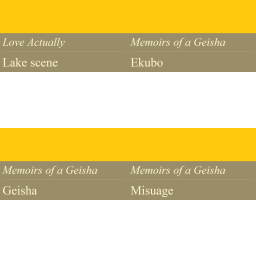 Love Actually Memoirs of a Geisha
Lake scene Ekubo
Memoirs of a Geisha Memoirs of a Geisha
Geisha Misuage